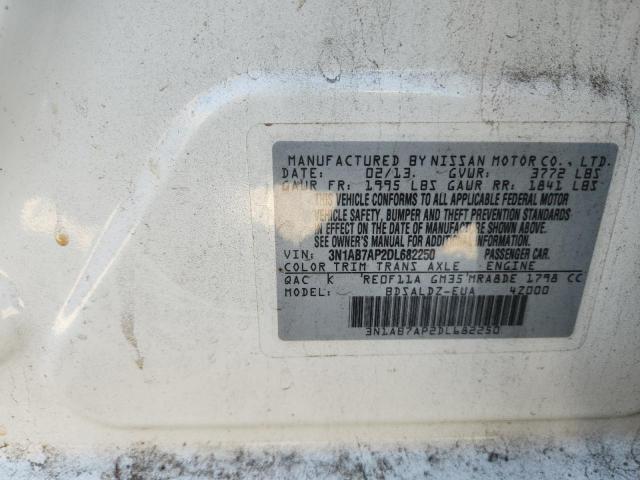 MANUFACTURED BY NISSAN MOTOR CO., LTD.
DATE: 02/13. GVWR: 3772 LBS
GAWR FR: 1995 LBS GAWR RR: 1841 LBS
THIS VEHICLE CONFORMS TO ALL APPLICABLE FEDERAL MOTOR
VEHICLE SAFETY, BUMPER AND THEFT PREVENTION STANDARDS
IN EFFECT ON THE DATE OF MANUFACTURE SHOWN ABOVE.
SEE OWNER'S MANUAL FOR ADDITIONAL INFORMATION.
VIN: 3N1AB7AP2DL682250 PASSENGER CAR.
COLOR TRIM TRANS AXLE ENGINE
QAC K RE0F11A GH35 MRA8DE 1798 CC
MODEL: BDSALDZ-EUA 4Z000
3N1AB7AP2DL682250